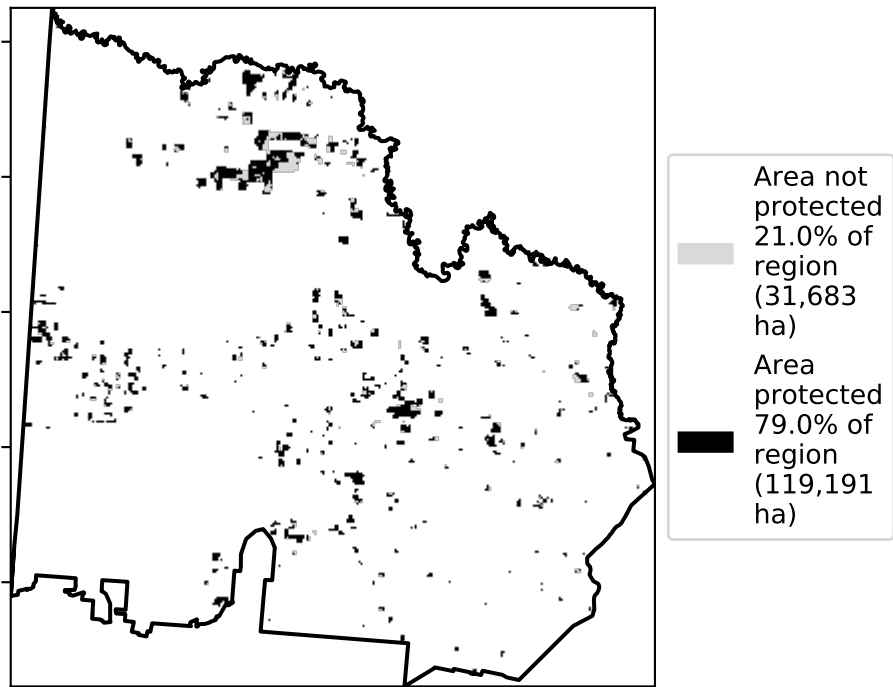 Area not
protected
21.0% of
region
(31,683
ha)
Area
protected
79.0% of
region
(119,191
ha)